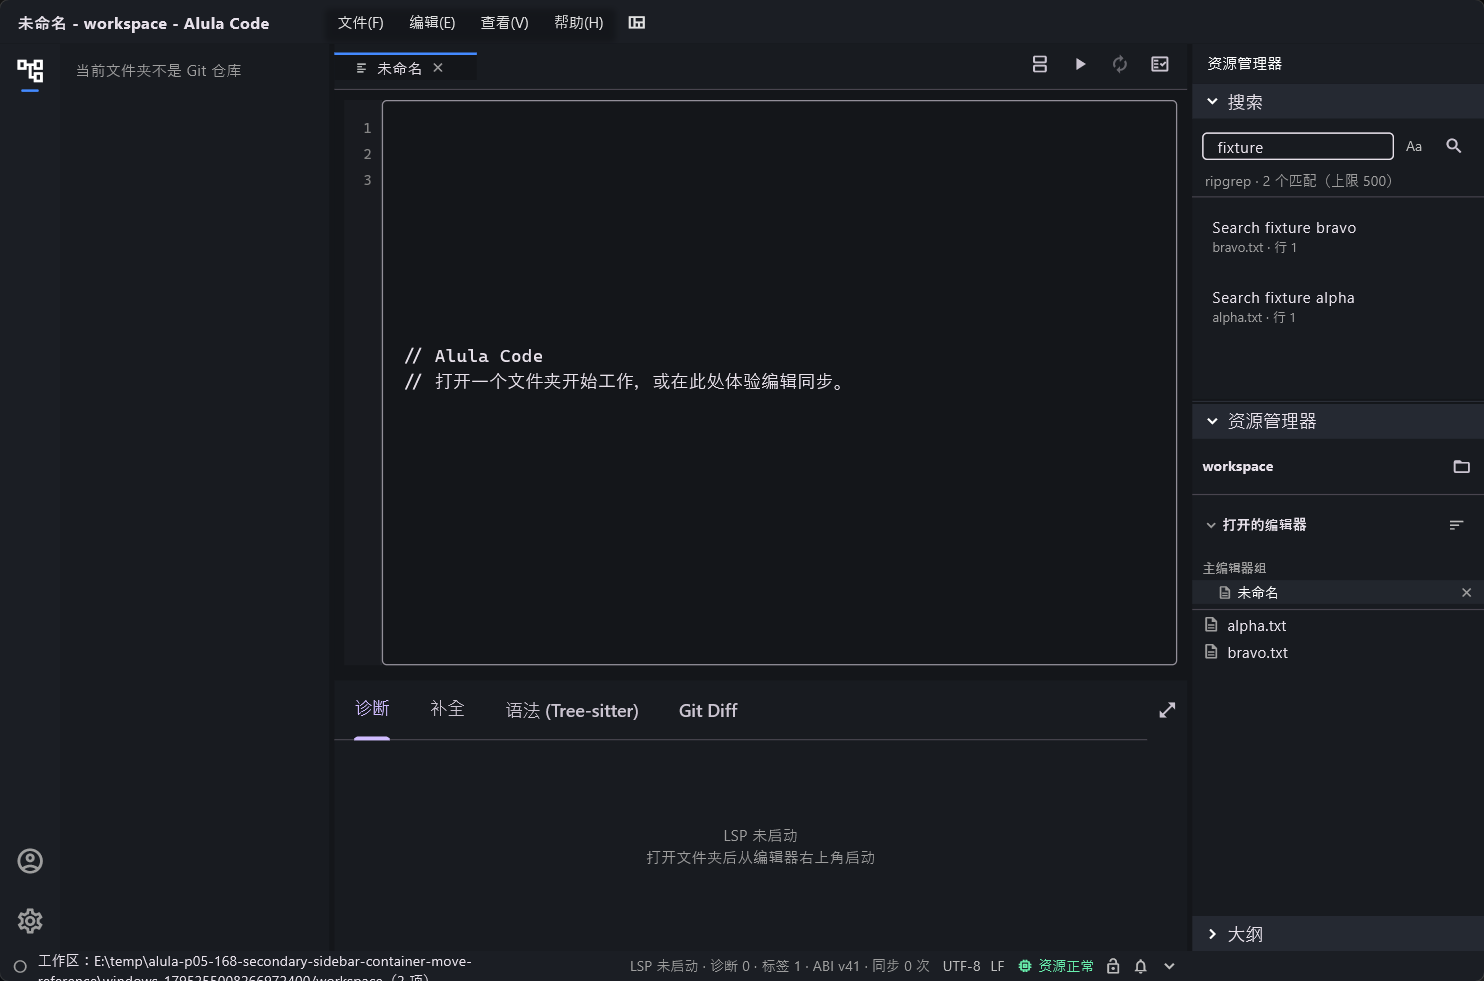 未命名 - workspace - Alula Code
文件(F) 编辑(E) 查看(V) 帮助(H)
当前文件夹不是 Git 仓库
未命名
1
2
3
// Alula Code
// 打开一个文件夹开始工作，或在此处体验编辑同步。
诊断 补全 语法 (Tree-sitter) Git Diff
LSP 未启动
打开文件夹后从编辑器右上角启动
资源管理器
搜索
fixture Aa
ripgrep · 2 个匹配（上限 500）
Search fixture bravo
bravo.txt · 行 1
Search fixture alpha
alpha.txt · 行 1
资源管理器
workspace
打开的编辑器
主编辑器组
未命名
alpha.txt
bravo.txt
大纲
工作区：E:\temp\alula-p05-168-secondary-sidebar-container-move-
reference\windows-1795255008266972400/workspace（2 项）
LSP 未启动 · 诊断 0 · 标签 1 · ABI v41 · 同步 0 次 UTF-8 LF 资源正常